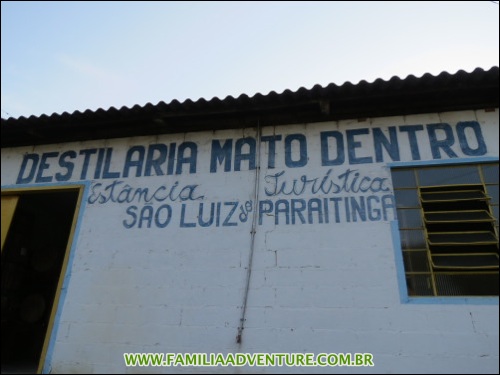 DESTILARIA MATO DENTRO
Estância Turística
SÃO LUIZ do PARAITINGA
WWW.FAMILIAADVENTURE.COM.BR